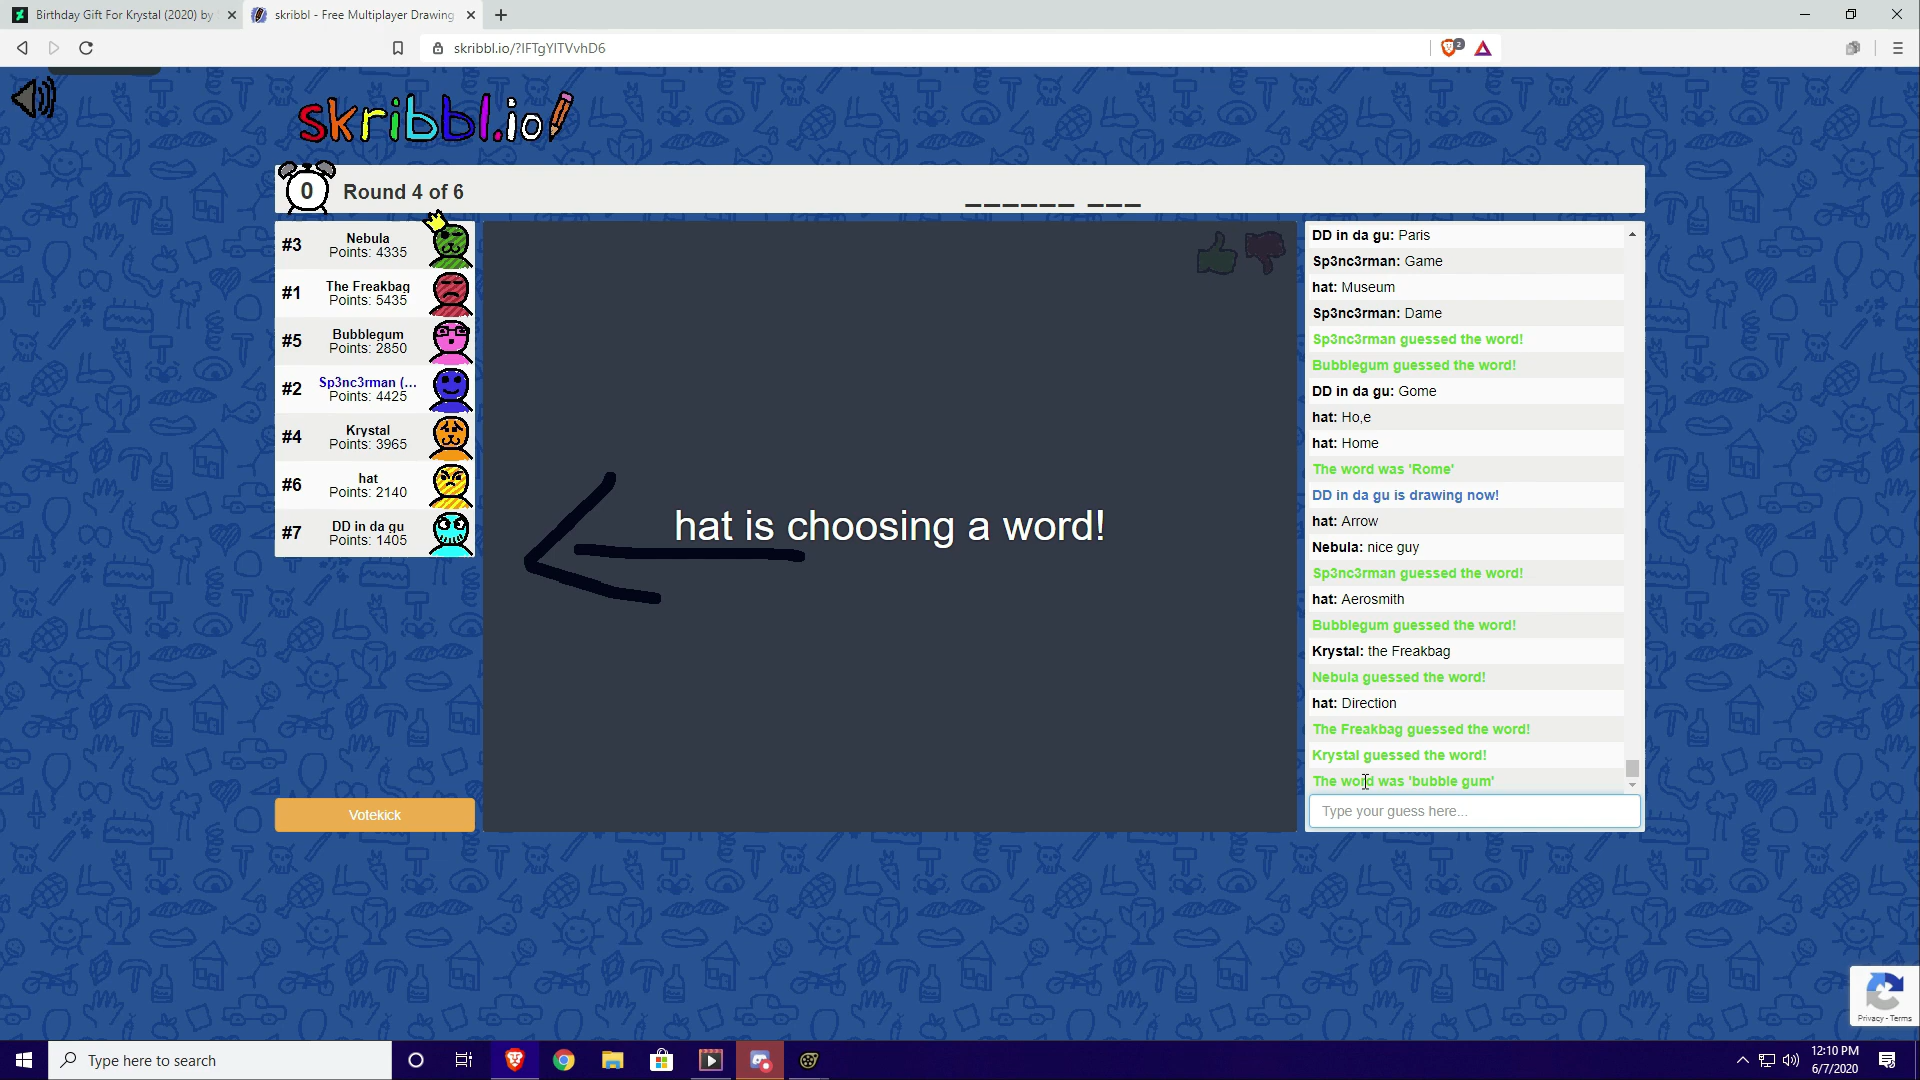 Birthday Gift For Krystal (2020) by
skribbl - Free Multiplayer Drawing
skribbl.io/?IFTgYITVvhD6
2
skribbl.io
0
Round 4 of 6
______ ___
#3 Nebula
Points: 4335
#1 The Freakbag
Points: 5435
#5 Bubblegum
Points: 2850
#2 Sp3nc3rman (...
Points: 4425
#4 Krystal
Points: 3965
#6 hat
Points: 2140
#7 DD in da gu
Points: 1405
Votekick
hat is choosing a word!
DD in da gu: Paris
Sp3nc3rman: Game
hat: Museum
Sp3nc3rman: Dame
Sp3nc3rman guessed the word!
Bubblegum guessed the word!
DD in da gu: Gome
hat: Ho,e
hat: Home
The word was 'Rome'
DD in da gu is drawing now!
hat: Arrow
Nebula: nice guy
Sp3nc3rman guessed the word!
hat: Aerosmith
Bubblegum guessed the word!
Krystal: the Freakbag
Nebula guessed the word!
hat: Direction
The Freakbag guessed the word!
Krystal guessed the word!
The word was 'bubble gum'
Type your guess here...
Privacy - Terms
Type here to search
12:10 PM
6/7/2020